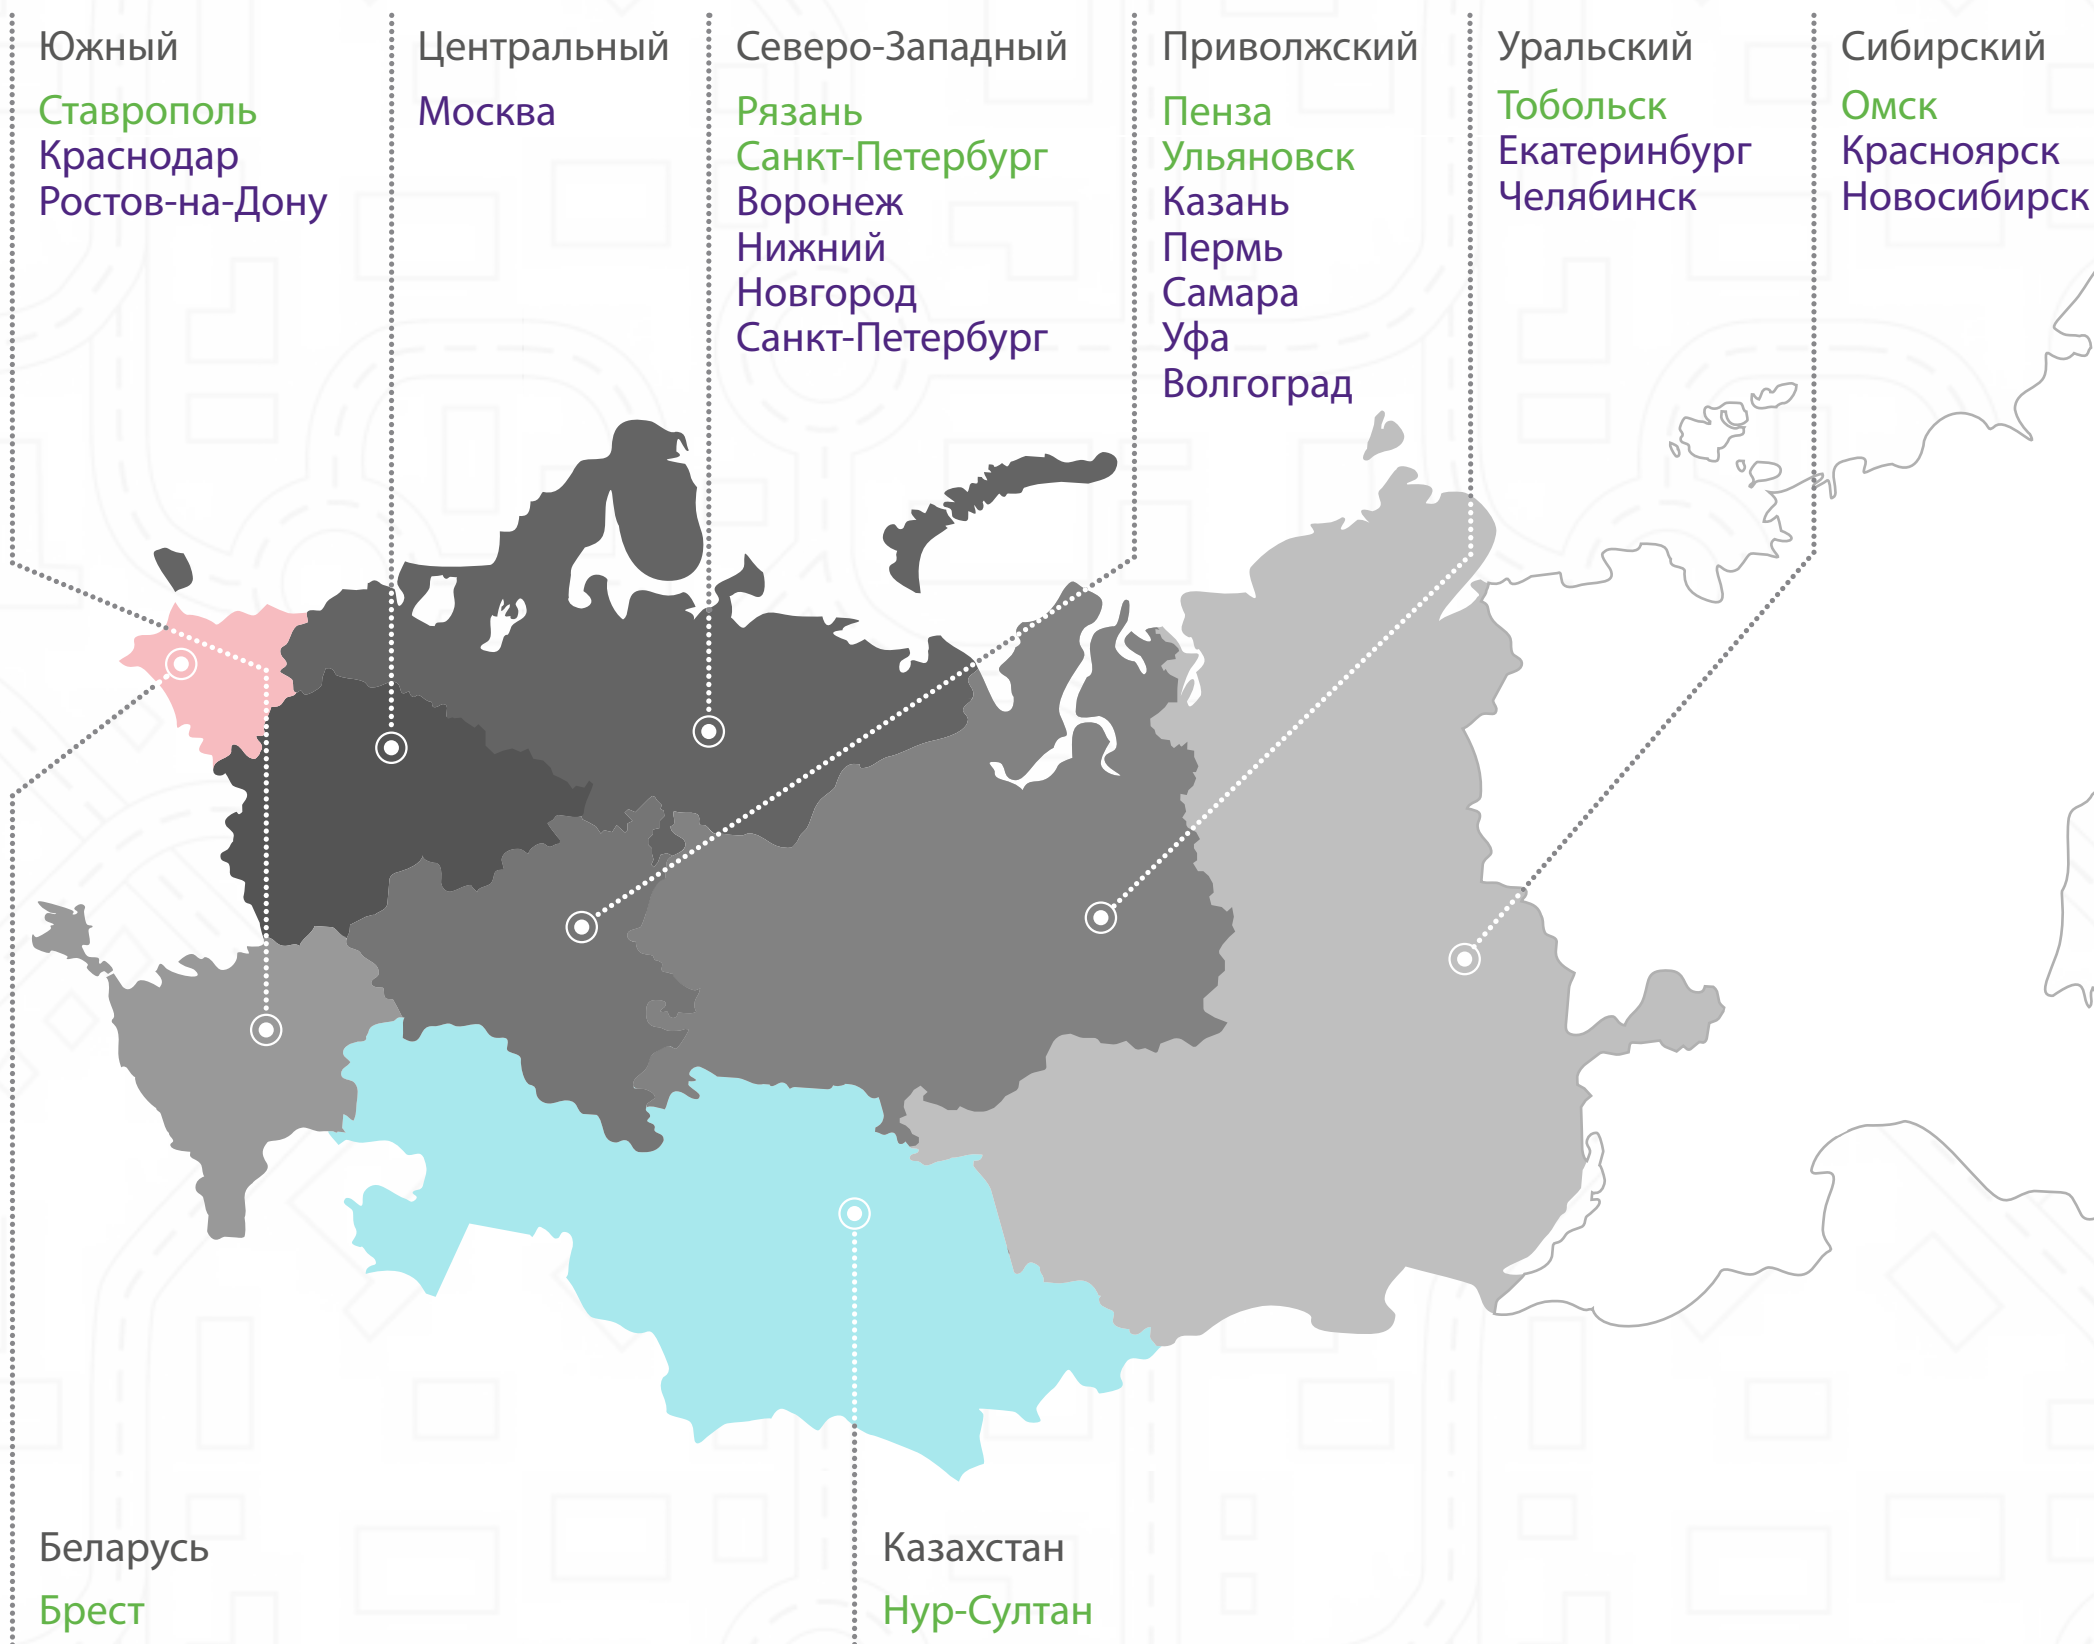 Южный
Ставрополь
Краснодар
Ростов-на-Дону
Центральный
Москва
Северо-Западный
Рязань
Санкт-Петербург
Воронеж
Нижний
Новгород
Санкт-Петербург
Приволжский
Пенза
Ульяновск
Казань
Пермь
Самара
Уфа
Волгоград
Уральский
Тобольск
Екатеринбург
Челябинск
Сибирский
Омск
Красноярск
Новосибирск
Беларусь
Брест
Казахстан
Нур-Султан